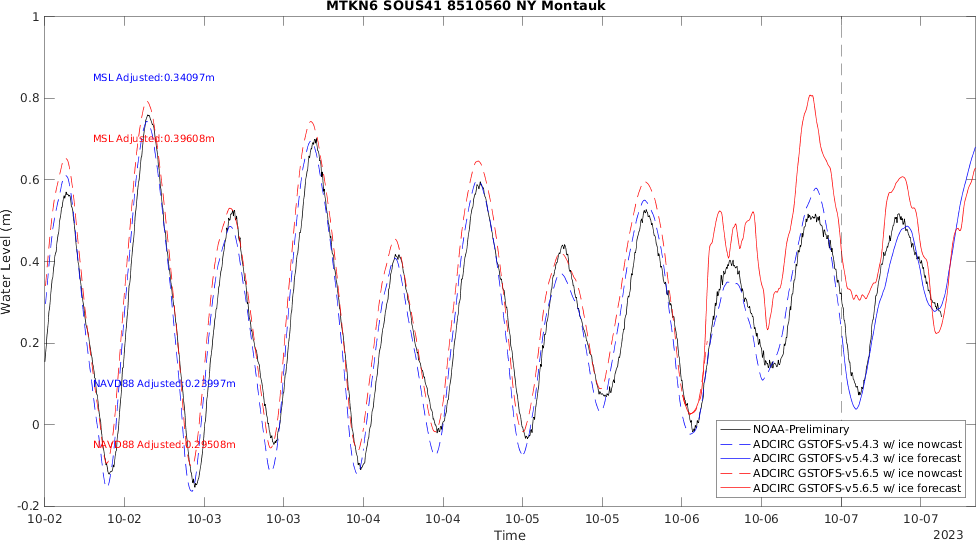 MTKN6 SOUS41 8510560 NY Montauk
1
0.8
0.6
0.4
0.2
0
-0.2
Water Level (m)
MSL Adjusted:0.34097m
MSL Adjusted:0.39608m
NAVD88 Adjusted:0.23997m
NAVD88 Adjusted:0.29508m
NOAA-Preliminary
ADCIRC GSTOFS-v5.4.3 w/ ice nowcast
ADCIRC GSTOFS-v5.4.3 w/ ice forecast
ADCIRC GSTOFS-v5.6.5 w/ ice nowcast
ADCIRC GSTOFS-v5.6.5 w/ ice forecast
10-02 10-02 10-03 10-03 10-04 10-04 10-05 10-05 10-06 10-06 10-07 10-07
Time
2023